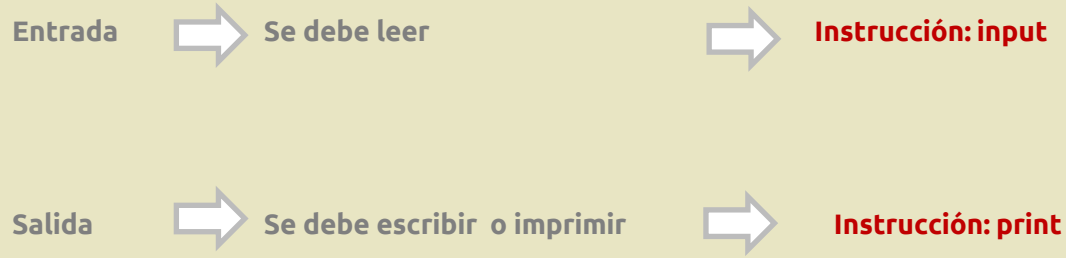 Entrada Se debe leer Instrucción: input
Salida Se debe escribir o imprimir Instrucción: print